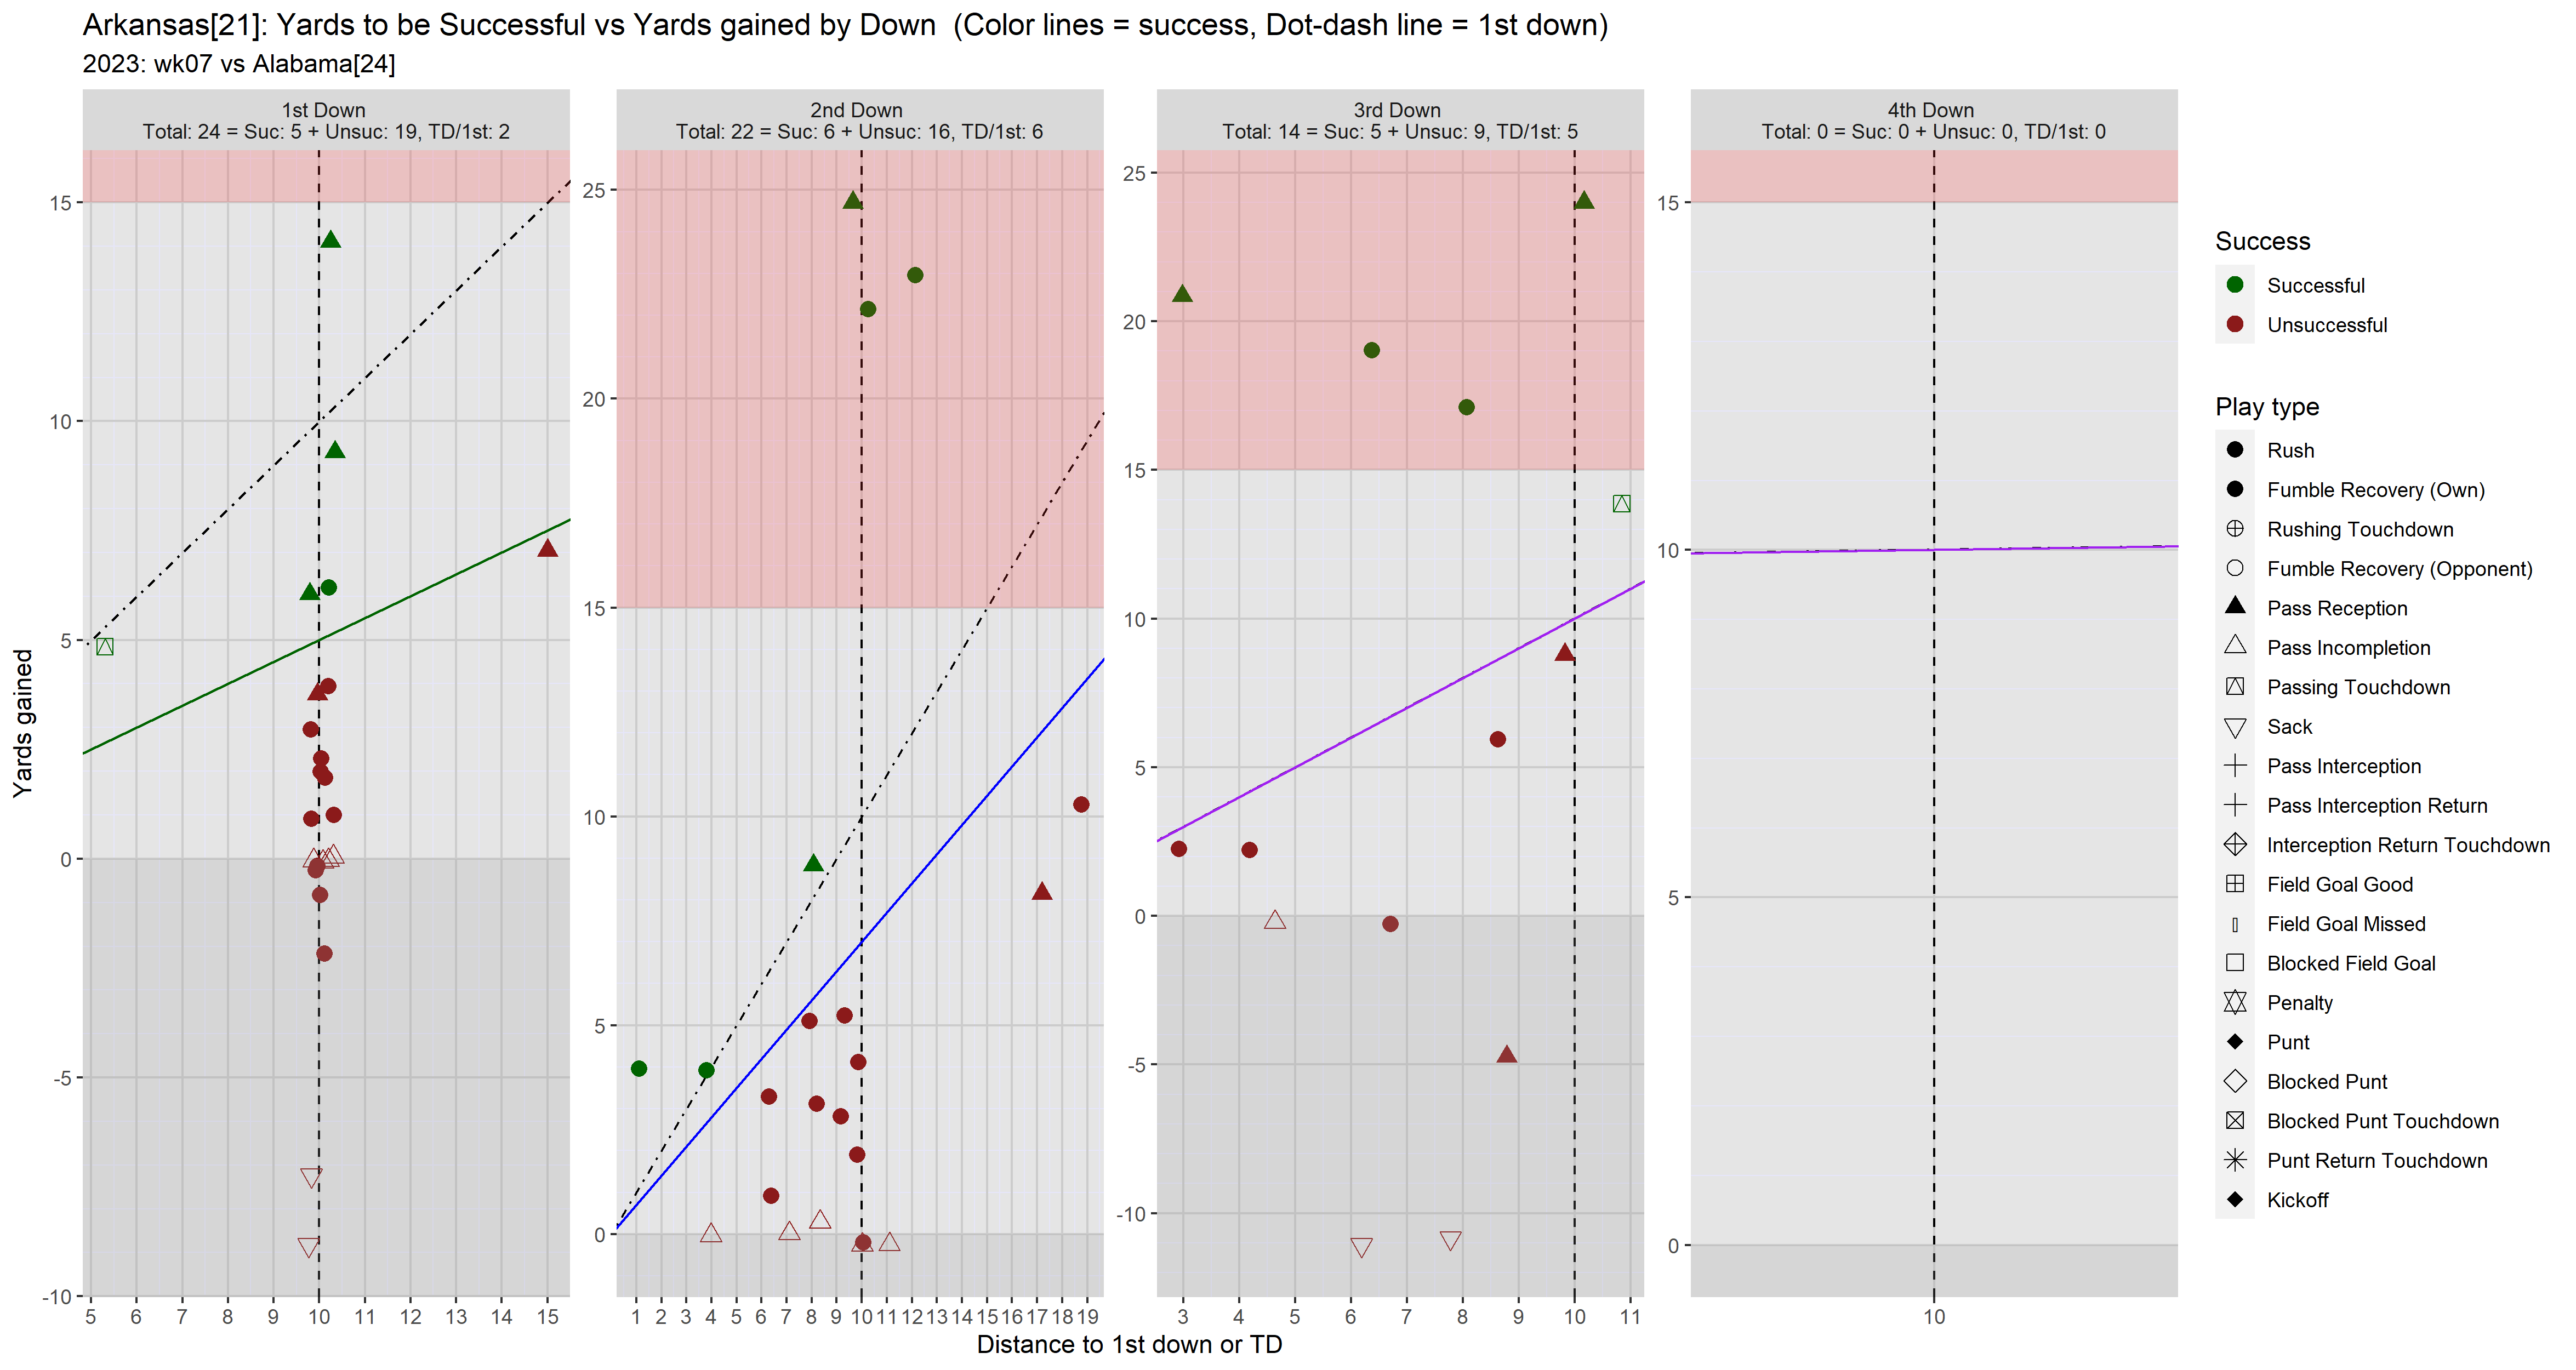 Arkansas[21]: Yards to be Successful vs Yards gained by Down  (Color lines = success, Dot-dash line = 1st down)
2023: wk07 vs Alabama[24]
1st Down
Total: 24 = Suc: 5 + Unsuc: 19, TD/1st: 2
2nd Down
Total: 22 = Suc: 6 + Unsuc: 16, TD/1st: 6
3rd Down
Total: 14 = Suc: 5 + Unsuc: 9, TD/1st: 5
4th Down
Total: 0 = Suc: 0 + Unsuc: 0, TD/1st: 0
Yards gained
15
10
5
0
-5
-10
5 6 7 8 9 10 11 12 13 14 15
25
20
15
10
5
0
1 2 3 4 5 6 7 8 9 10 11 12 13 14 15 16 17 18 19
25
20
15
10
5
0
-5
-10
3 4 5 6 7 8 9 10 11
15
10
5
0
10
Distance to 1st down or TD
Success
Successful
Unsuccessful
Play type
Rush
Fumble Recovery (Own)
Rushing Touchdown
Fumble Recovery (Opponent)
Pass Reception
Pass Incompletion
Passing Touchdown
Sack
Pass Interception
Pass Interception Return
Interception Return Touchdown
Field Goal Good
Field Goal Missed
Blocked Field Goal
Penalty
Punt
Blocked Punt
Blocked Punt Touchdown
Punt Return Touchdown
Kickoff